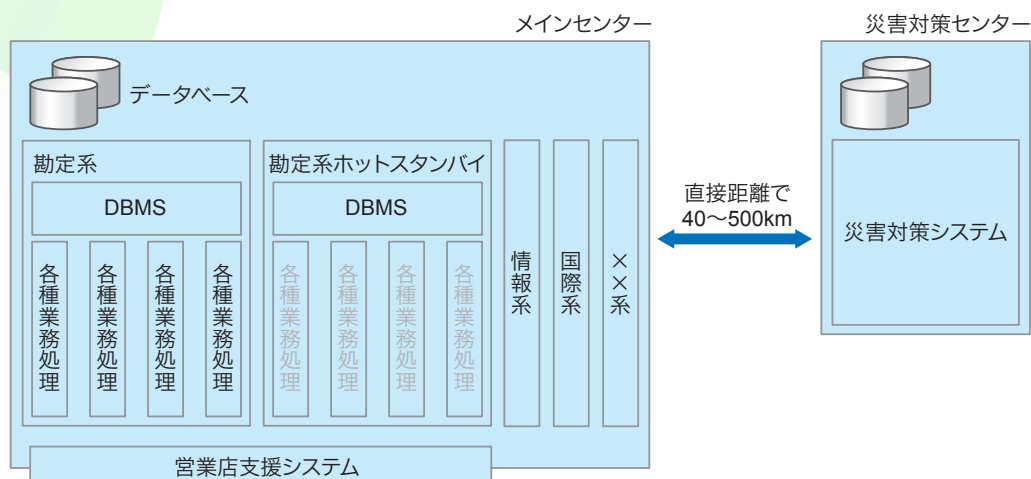 メインセンター
災害対策センター
データベース
勘定系
DBMS
各種業務処理
各種業務処理
各種業務処理
各種業務処理
勘定系ホットスタンバイ
DBMS
各種業務処理
各種業務処理
各種業務処理
各種業務処理
情報系
国際系
××系
直接距離で
40〜500km
災害対策システム
営業店支援システム